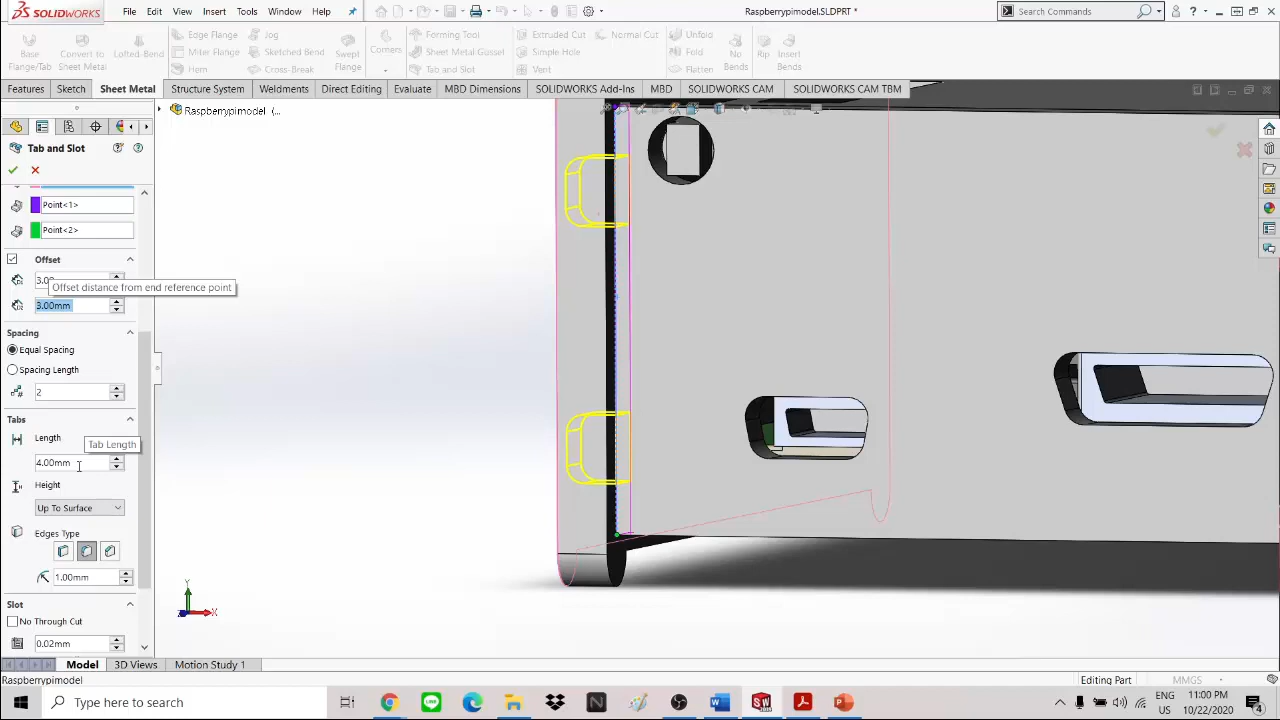 SOLIDWORKS File Edit View Insert Tools Window Help Raspberrypimodel.SLDPRT * Search Commands
Base Flange/Tab
Convert to Sheet Metal
Lofted-Bend
Edge Flange
Miter Flange
Hem
Jog
Sketched Bend
Cross-Break
Swept Flange
Corners
Forming Tool
Sheet Metal Gusset
Tab and Slot
Extruded Cut
Simple Hole
Vent
Normal Cut
Unfold
Fold
Flatten
No Bends
Rip
Insert Bends
Features Sketch Sheet Metal Structure System Weldments Direct Editing Evaluate MBD Dimensions SOLIDWORKS Add-Ins MBD SOLIDWORKS CAM SOLIDWORKS CAM TBM
Raspberrypimodel (..
Tab and Slot
Point<1>
Point<2>
Offset
3.00
Offset distance from end reference point
3.00mm
Spacing
Equal Spacing
Spacing Length
2
Tabs
Length
Tab Length
4.00mm
Height
Up To Surface
Edges Type
1.00mm
Slot
No Through Cut
0.02mm
Y
X
Model 3D Views Motion Study 1
Raspberrypimodel Editing Part MMGS
Type here to search
ENG
US
11:00 PM
10/22/2020
4